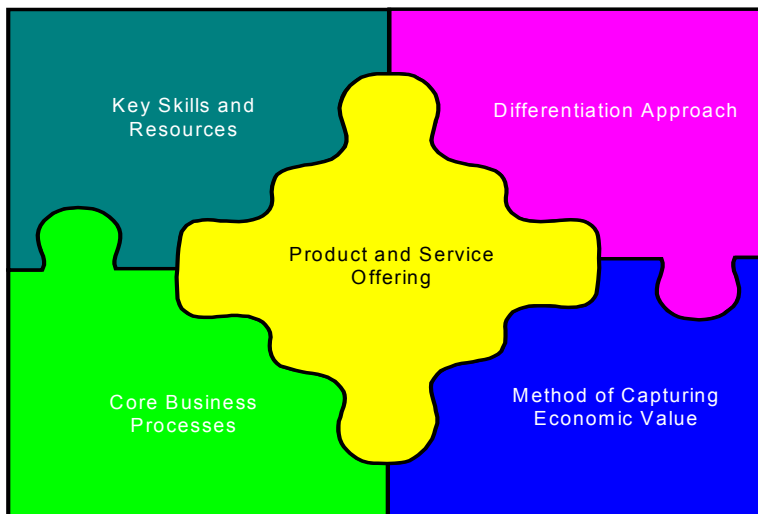 Key Skills and
Resources
Differentiation Approach
Product and Service
Offering
Core Business
Processes
Method of Capturing
Economic Value